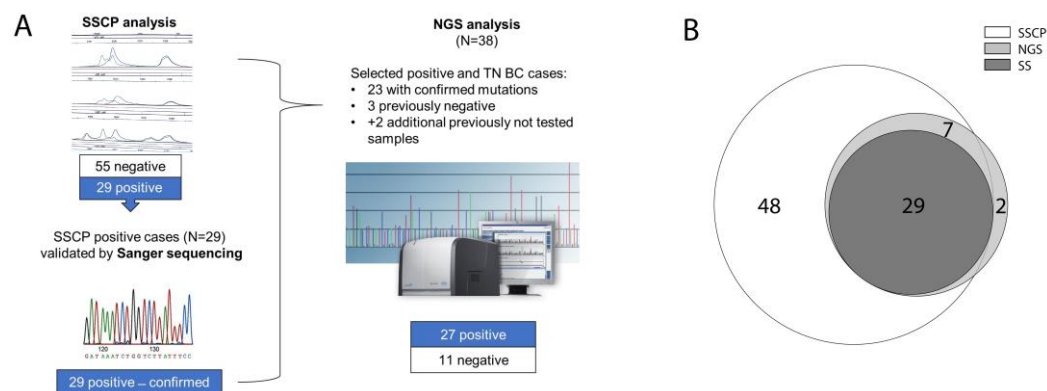 A
SSCP analysis
55 negative
29 positive
SSCP positive cases (N=29)
validated by Sanger sequencing
120 130
GATAAATCTGGTCTTATTTCC
29 positive – confirmed
NGS analysis
(N=38)
Selected positive and TN BC cases:
• 23 with confirmed mutations
• 3 previously negative
• +2 additional previously not tested
samples
27 positive
11 negative
B
SSCP
NGS
SS
7
48
29
2